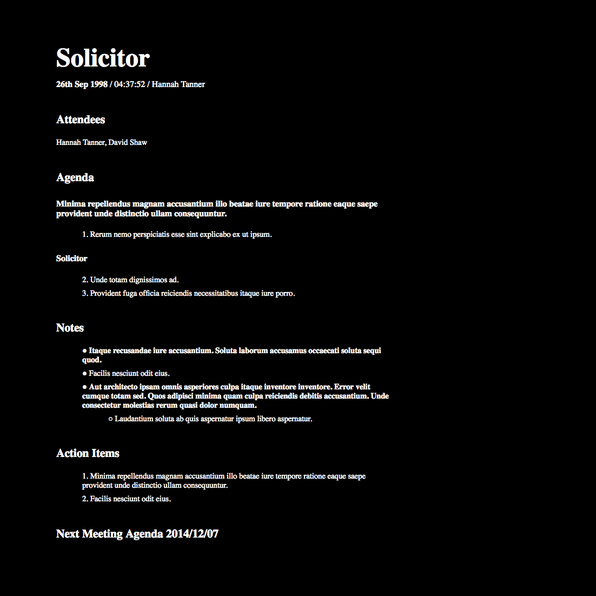 Solicitor
26th Sep 1998 / 04:37:52 / Hannah Tanner
Attendees
Hannah Tanner, David Shaw
Agenda
Minima repellendus magnam accusantium illo beatae iure tempore ratione eaque saepe
provident unde distinctio ullam consequuntur.
1. Rerum nemo perspiciatis esse sint explicabo ex ut ipsum.
Solicitor
2. Unde totam dignissimos ad.
3. Provident fuga officia reiciendis necessitatibus itaque iure porro.
Notes
● Itaque recusandae iure accusantium. Soluta laborum accusamus occaecati soluta sequi
quod.
● Facilis nesciunt odit eius.
● Aut architecto ipsam omnis asperiores culpa itaque inventore inventore. Error velit
cumque totam sed. Quos adipisci minima quam culpa reiciendis debitis accusantium. Unde
consectetur molestias rerum quasi dolor numquam.
○ Laudantium soluta ab quis aspernatur ipsum libero aspernatur.
Action Items
1. Minima repellendus magnam accusantium illo beatae iure tempore ratione eaque saepe
provident unde distinctio ullam consequuntur.
2. Facilis nesciunt odit eius.
Next Meeting Agenda 2014/12/07